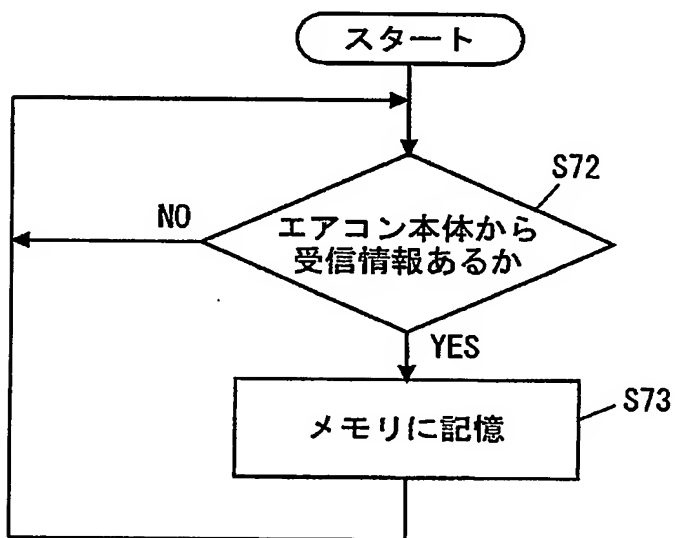 スタート
S72
NO
エアコン本体から
受信情報あるか
YES
S73
メモリに記憶